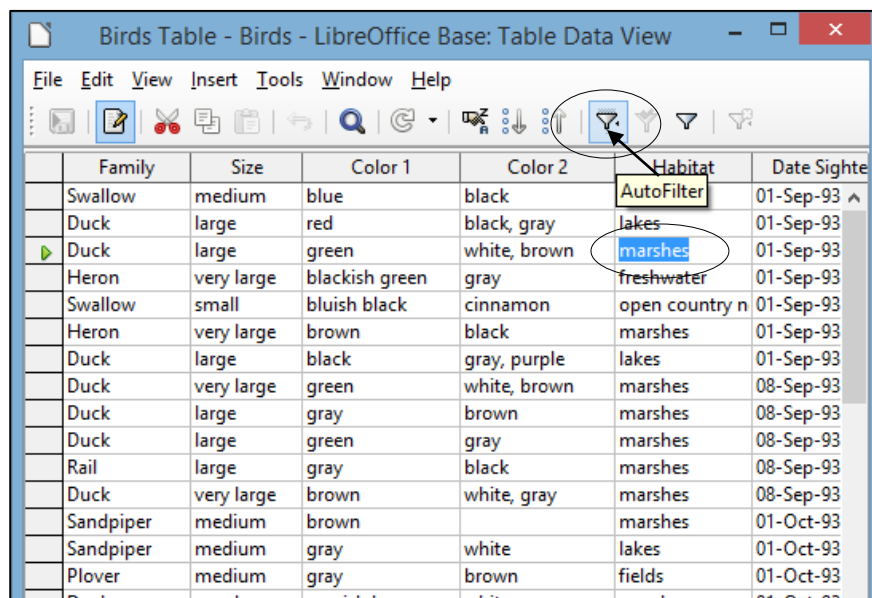 Birds Table - Birds - LibreOffice Base: Table Data View
File Edit View Insert Tools Window Help
Family Size Color 1 Color 2 Habitat Date Sighte
AutoFilter
Swallow medium blue black 01-Sep-93
Duck large red black, gray lakes 01-Sep-93
Duck large green white, brown marshes 01-Sep-93
Heron very large blackish green gray freshwater 01-Sep-93
Swallow small bluish black cinnamon open country n 01-Sep-93
Heron very large brown black marshes 01-Sep-93
Duck large black gray, purple lakes 01-Sep-93
Duck very large green white, brown marshes 08-Sep-93
Duck large gray brown marshes 08-Sep-93
Duck large green gray marshes 08-Sep-93
Rail large gray black marshes 08-Sep-93
Duck very large brown white, gray marshes 08-Sep-93
Sandpiper medium brown marshes 01-Oct-93
Sandpiper medium gray white lakes 01-Oct-93
Plover medium gray brown fields 01-Oct-93